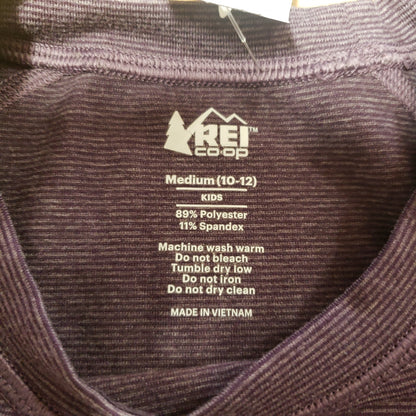 REI™
CO·OP
Medium (10-12)
KIDS
89% Polyester
11% Spandex
Machine wash warm
Do not bleach
Tumble dry low
Do not iron
Do not dry clean
MADE IN VIETNAM